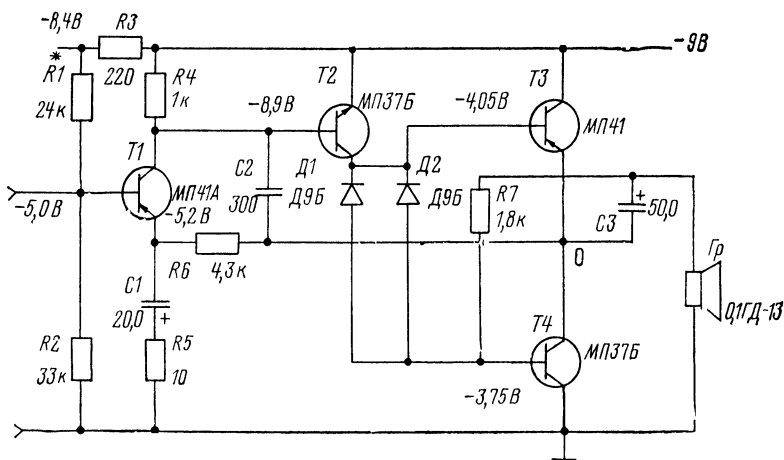 -8,4В
R3
*
R1
24к
220
R4
1к
T2
T3
-9В
-8,9В
МП37Б
-4,05В
МП41
T1
C2
300
Д1
Д9Б
Д2
Д9Б
R7
1,8к
+
C3
50,0
-5,0В
МП41А
-5,2В
R6
4,3к
0
Гр
0,1ГД-13
C1
20,0
+
T4
R2
33к
R5
10
МП37Б
-3,75В